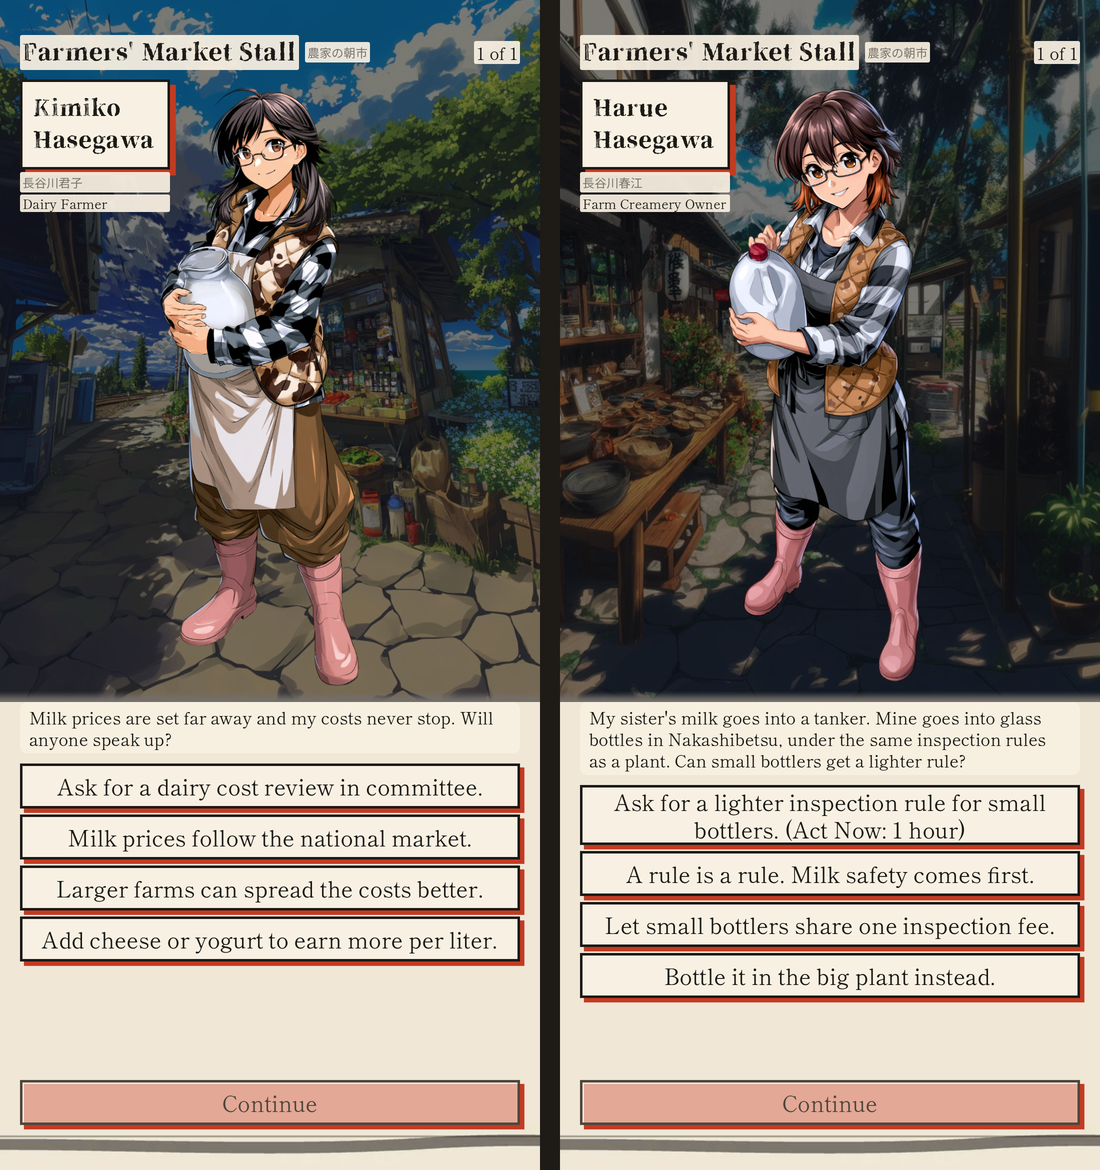 Farmers' Market Stall
農家の朝市
1 of 1
Kimiko
Hasegawa
長谷川君子
Dairy Farmer
Milk prices are set far away and my costs never stop. Will
anyone speak up?
Ask for a dairy cost review in committee.
Milk prices follow the national market.
Larger farms can spread the costs better.
Add cheese or yogurt to earn more per liter.
Continue
Farmers' Market Stall
農家の朝市
1 of 1
Harue
Hasegawa
長谷川春江
Farm Creamery Owner
My sister's milk goes into a tanker. Mine goes into glass
bottles in Nakashibetsu, under the same inspection rules
as a plant. Can small bottlers get a lighter rule?
Ask for a lighter inspection rule for small
bottlers. (Act Now: 1 hour)
A rule is a rule. Milk safety comes first.
Let small bottlers share one inspection fee.
Bottle it in the big plant instead.
Continue